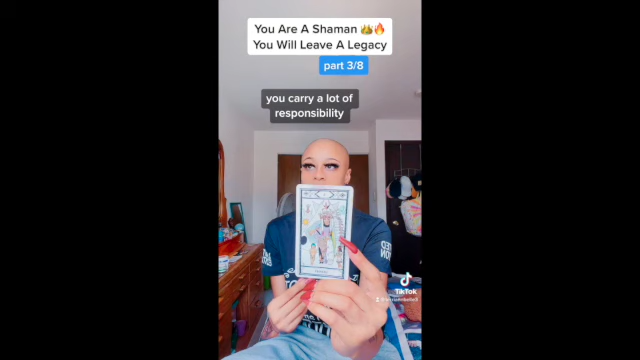 You Are A Shaman 👑🔥
You Will Leave A Legacy
part 3/8
you carry a lot of
responsibility
TikTok